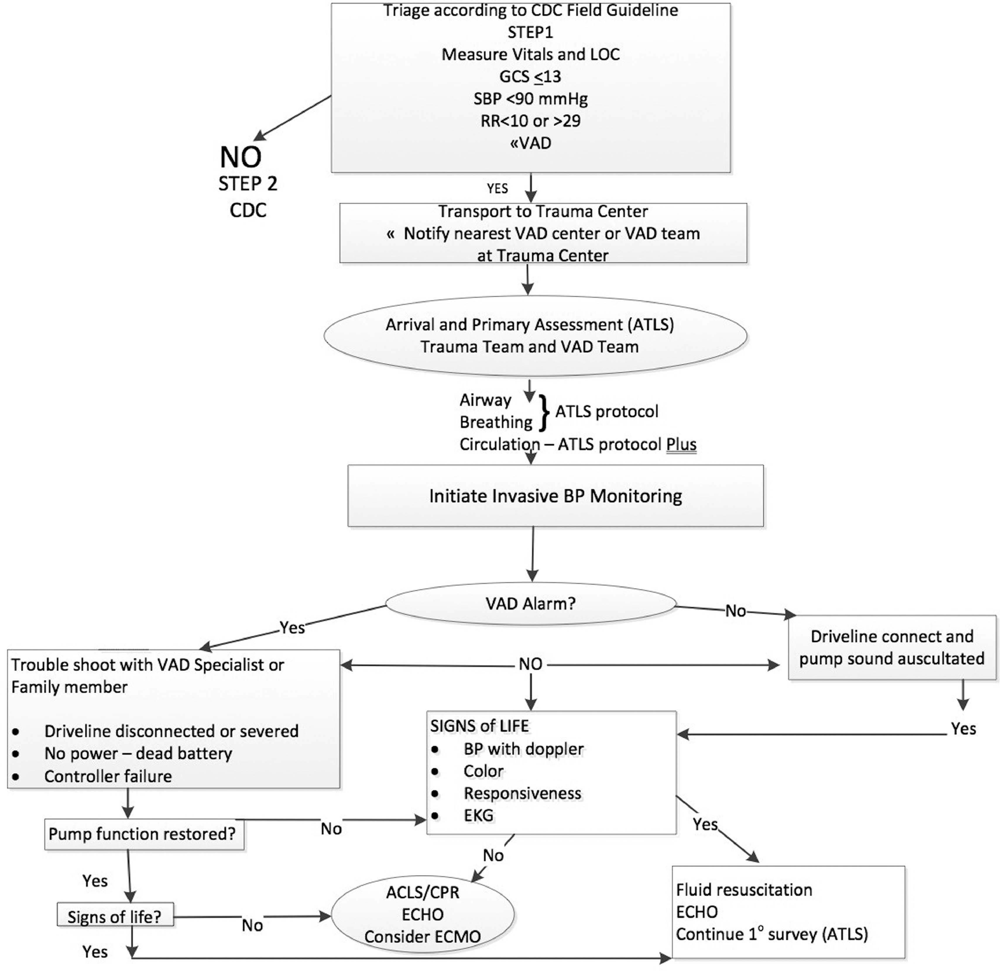 Triage according to CDC Field Guideline
STEP1
Measure Vitals and LOC
GCS ≤13
SBP <90 mmHg
RR<10 or >29
«VAD
NO
STEP 2
CDC
YES
Transport to Trauma Center
« Notify nearest VAD center or VAD team
at Trauma Center
Arrival and Primary Assessment (ATLS)
Trauma Team and VAD Team
Airway
Breathing
} ATLS protocol
Circulation – ATLS protocol Plus
Initiate Invasive BP Monitoring
VAD Alarm?
Yes
No
Driveline connect and
pump sound auscultated
Trouble shoot with VAD Specialist or
Family member
• Driveline disconnected or severed
• No power – dead battery
• Controller failure
NO
Yes
SIGNS of LIFE
• BP with doppler
• Color
• Responsiveness
• EKG
Pump function restored?
No
Yes
No
Yes
Signs of life?
No
Yes
ACLS/CPR
ECHO
Consider ECMO
Fluid resuscitation
ECHO
Continue 1° survey (ATLS)